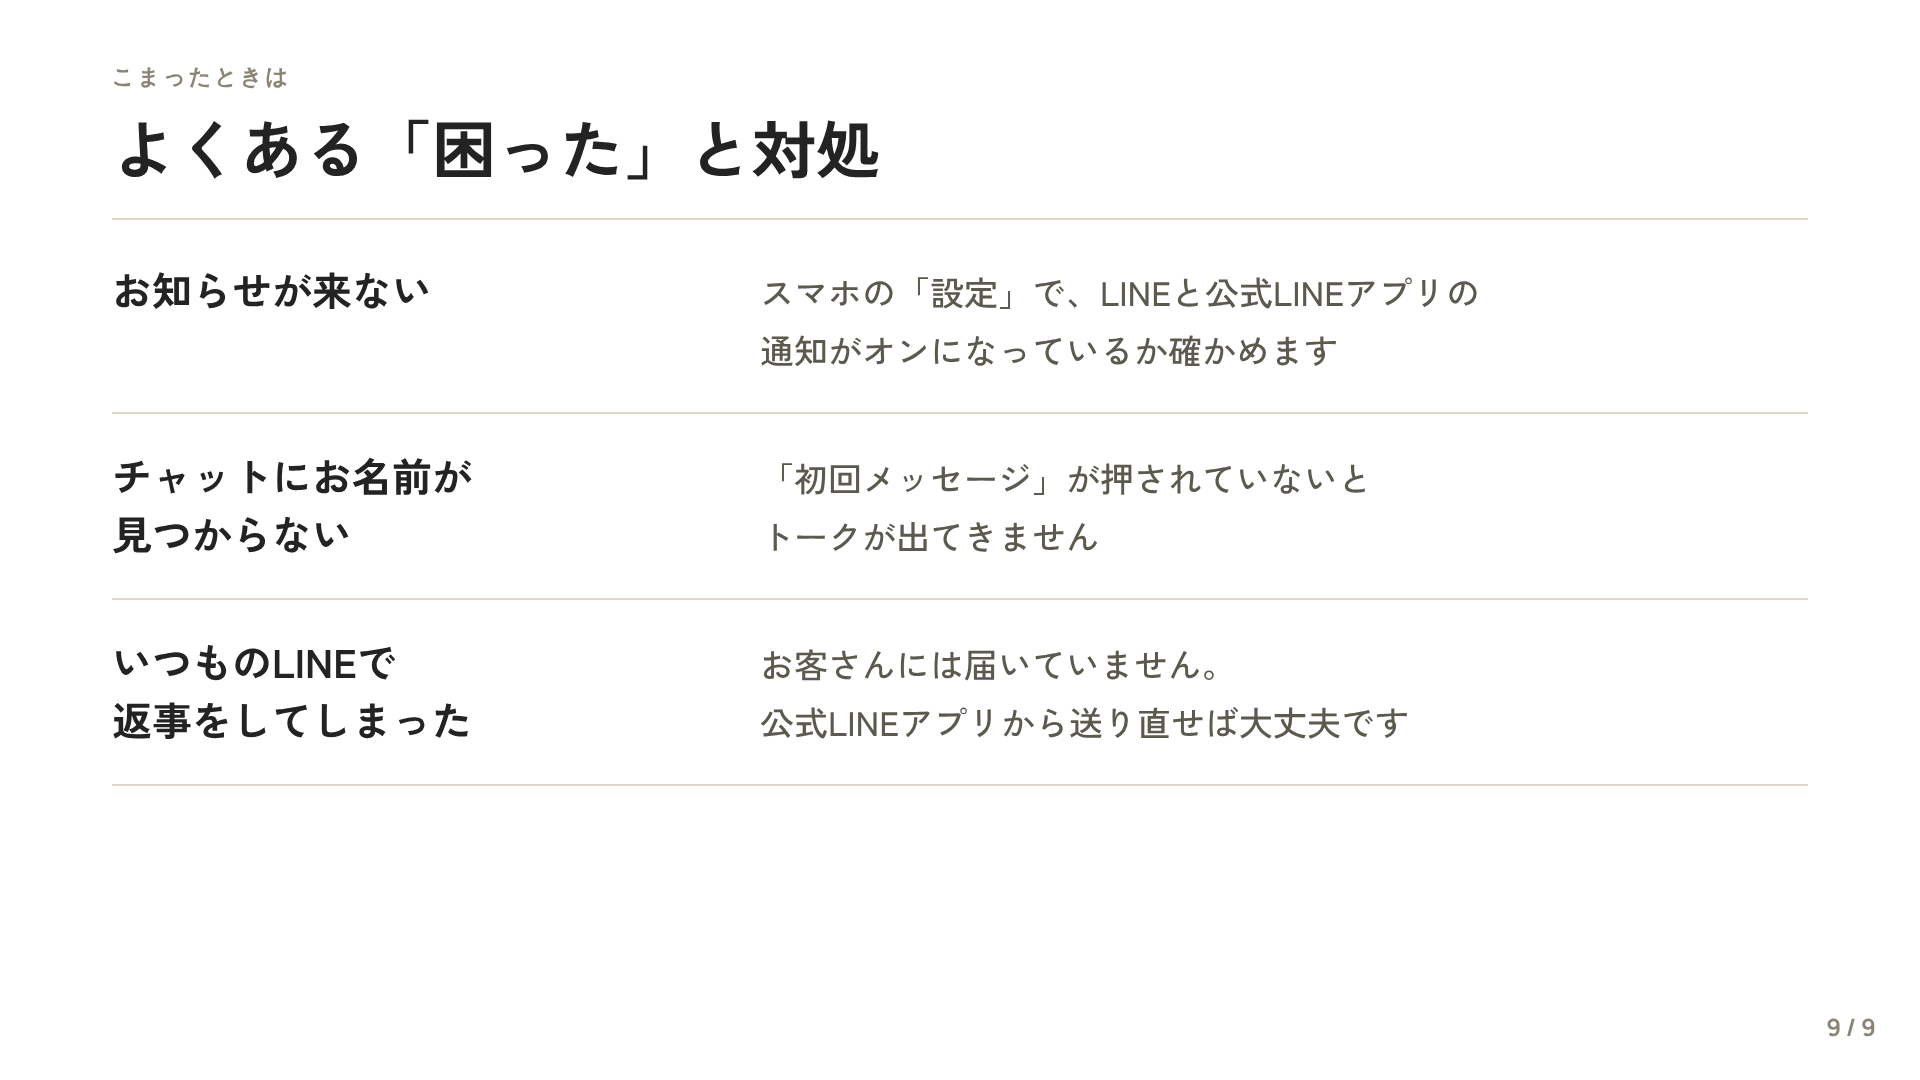 こまったときは
よくある「困った」と対処
お知らせが来ない
スマホの「設定」で、LINEと公式LINEアプリの
通知がオンになっているか確かめます
チャットにお名前が
見つからない
「初回メッセージ」が押されていないと
トークが出てきません
いつものLINEで
返事をしてしまった
お客さんには届いていません。
公式LINEアプリから送り直せば大丈夫です
9 / 9